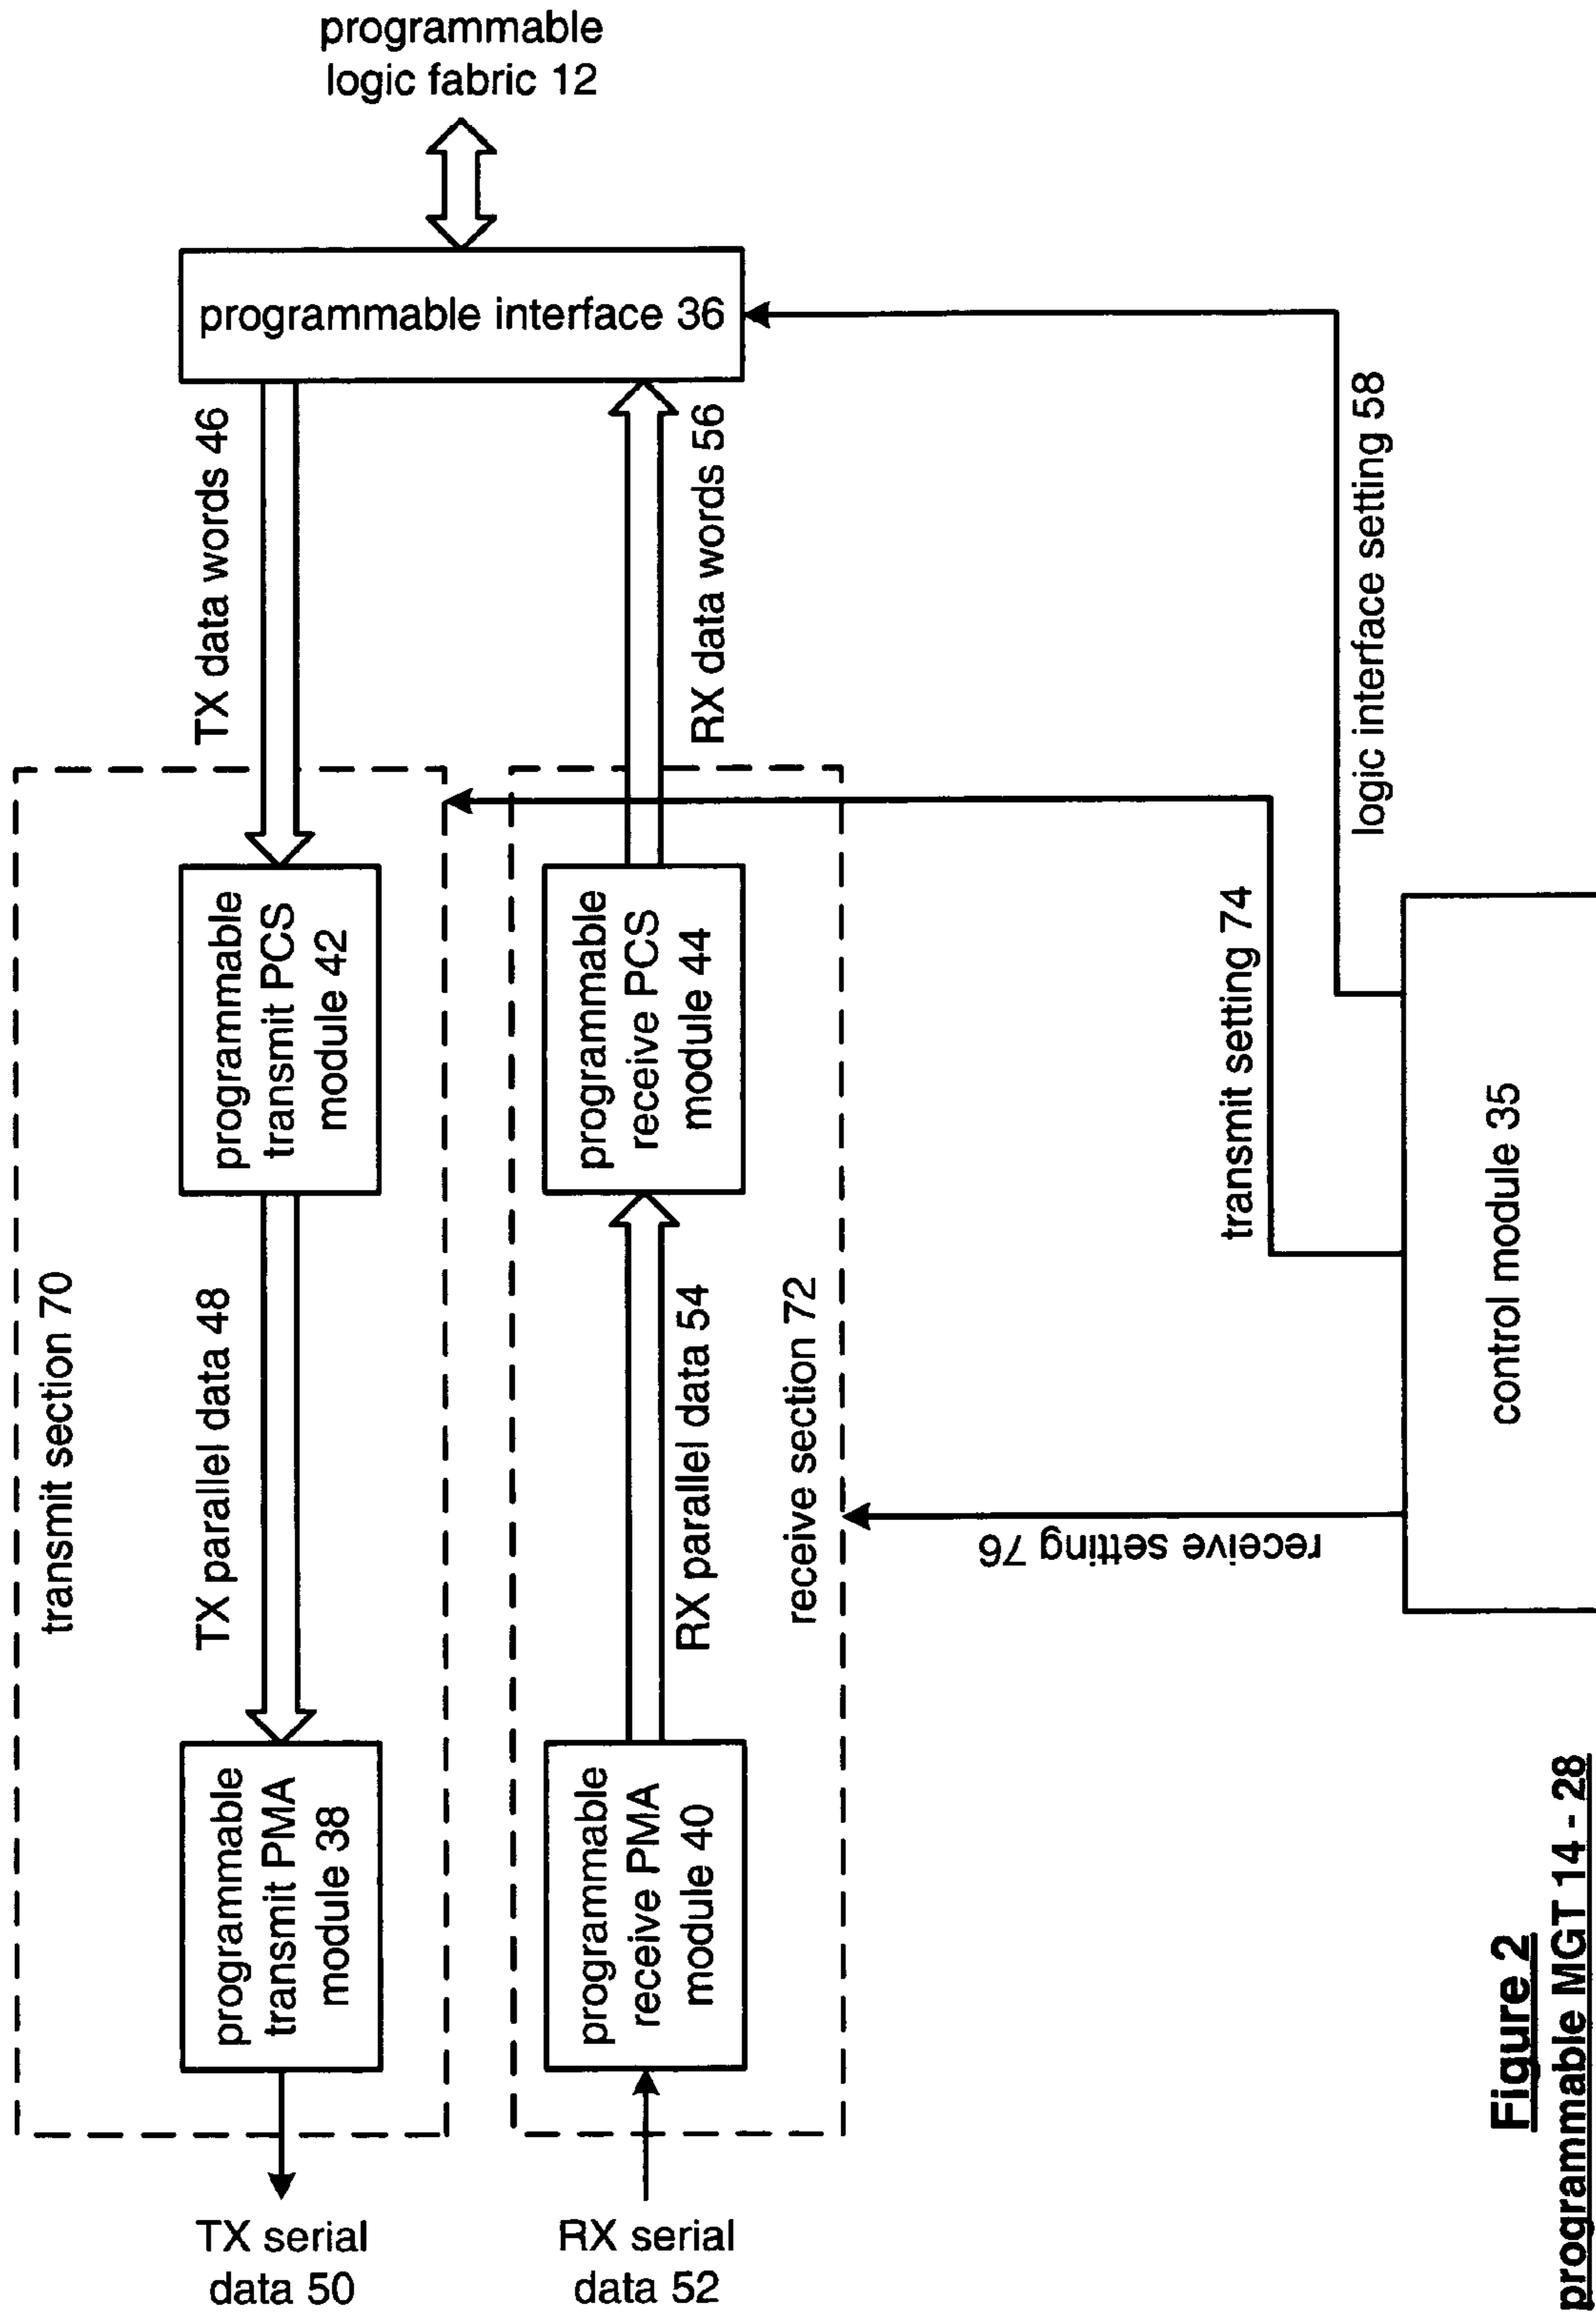 programmable
logic fabric 12
programmable interface 36
TX data words 46
RX data words 56
logic interface setting 58
transmit section 70
programmable
transmit PCS
module 42
TX parallel data 48
programmable
transmit PMA
module 38
TX serial
data 50
programmable
receive PCS
module 44
RX parallel data 54
receive section 72
programmable
receive PMA
module 40
RX serial
data 52
transmit setting 74
receive setting 76
control module 35
Figure 2
programmable MGT 14 - 28